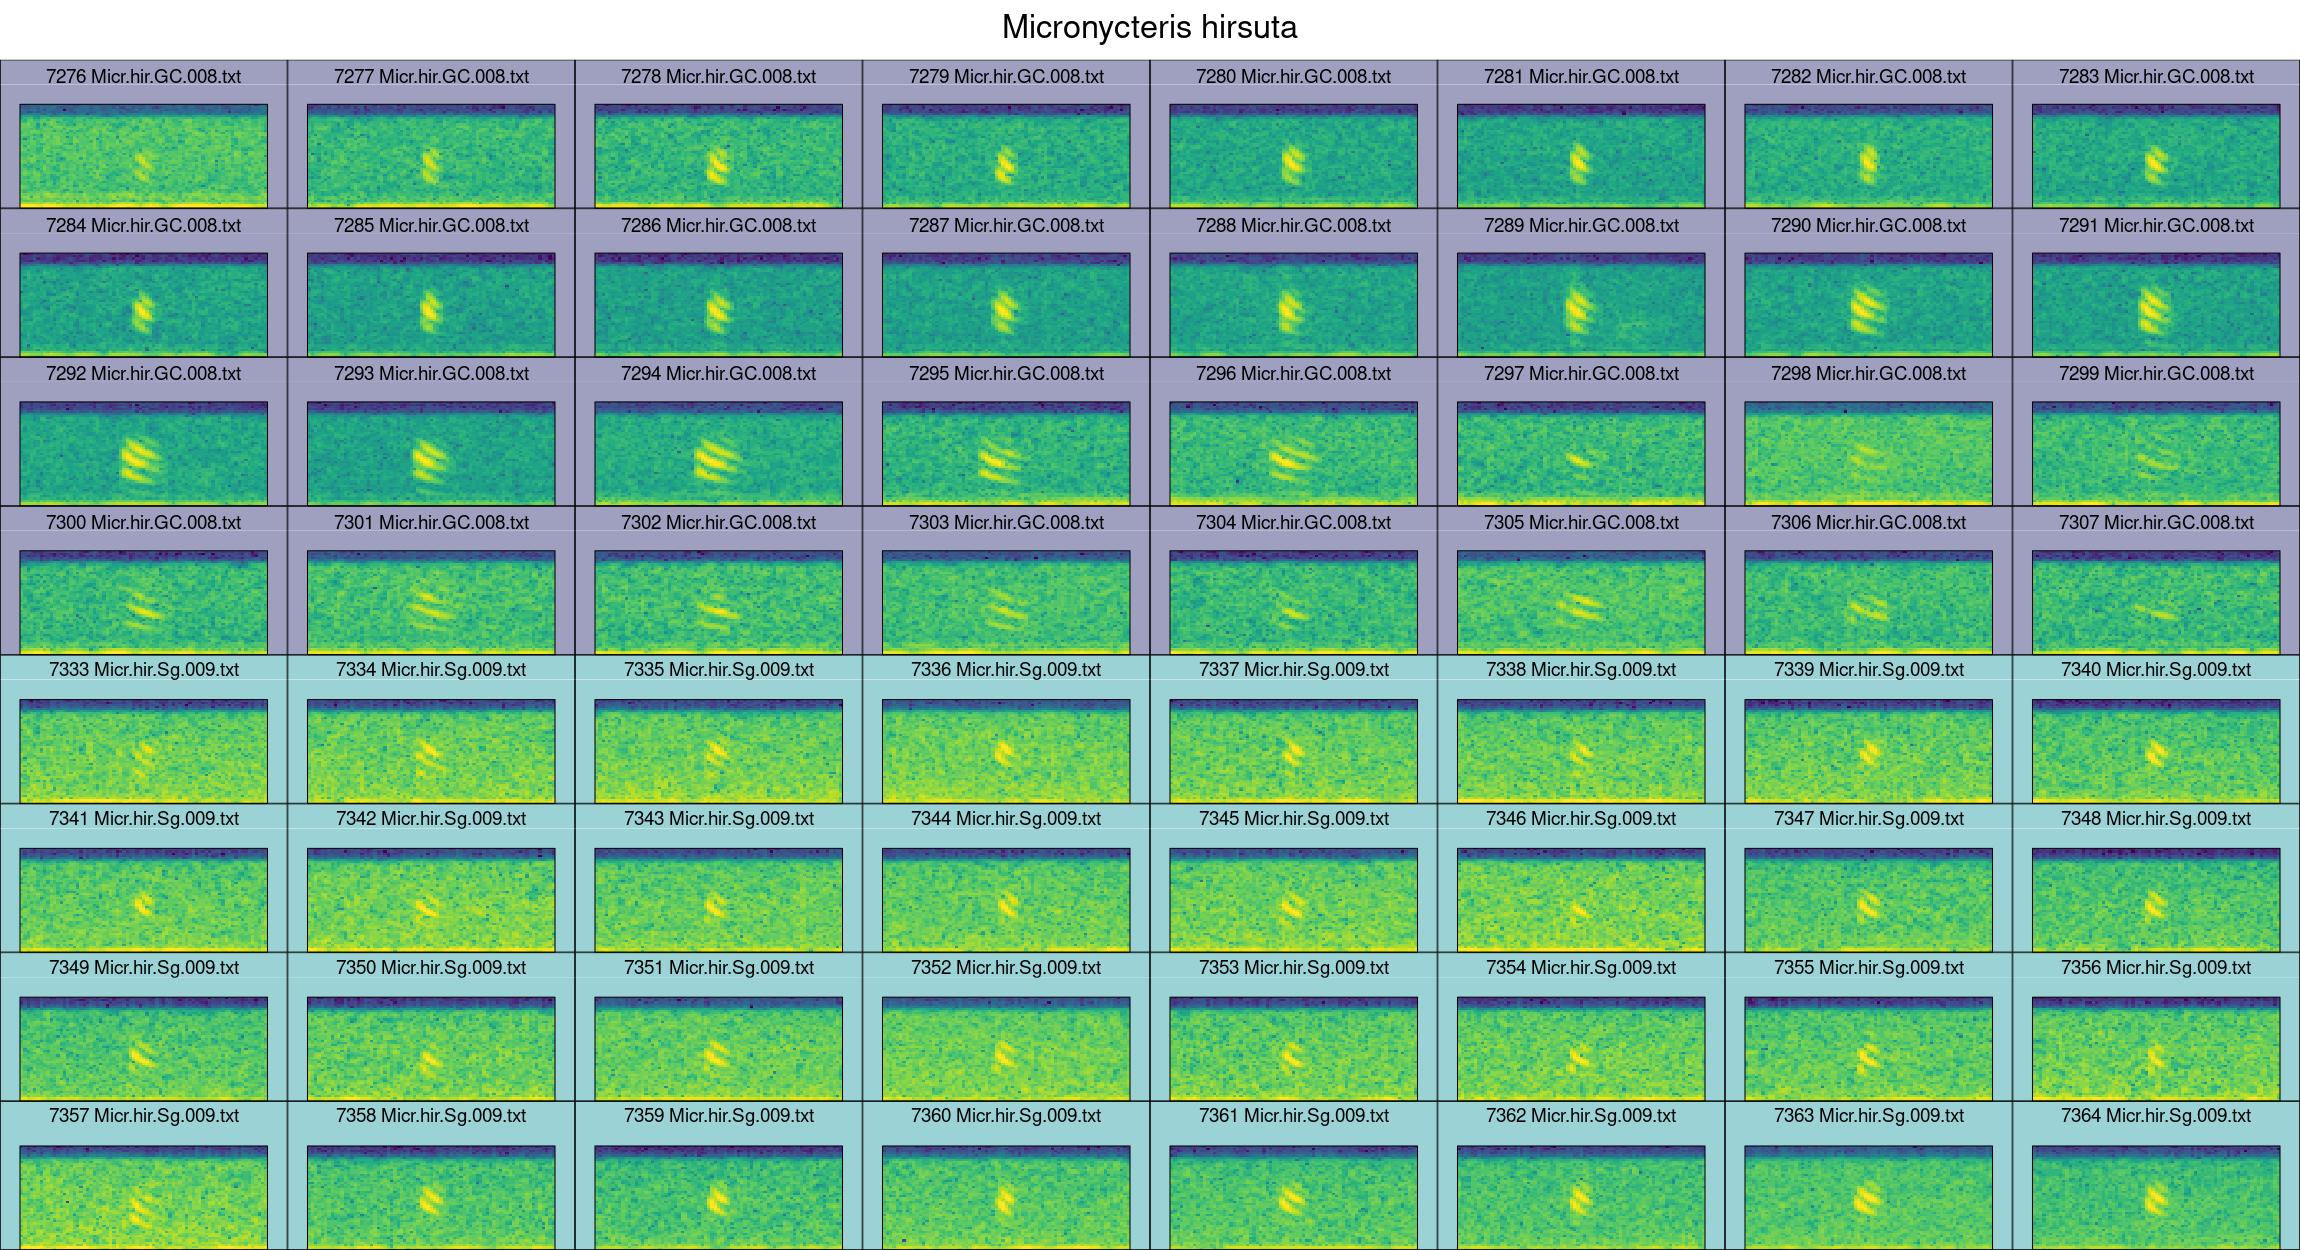 Micronycteris hirsuta
7276 Micr.hir.GC.008.txt 7277 Micr.hir.GC.008.txt 7278 Micr.hir.GC.008.txt 7279 Micr.hir.GC.008.txt 7280 Micr.hir.GC.008.txt 7281 Micr.hir.GC.008.txt 7282 Micr.hir.GC.008.txt 7283 Micr.hir.GC.008.txt
7284 Micr.hir.GC.008.txt 7285 Micr.hir.GC.008.txt 7286 Micr.hir.GC.008.txt 7287 Micr.hir.GC.008.txt 7288 Micr.hir.GC.008.txt 7289 Micr.hir.GC.008.txt 7290 Micr.hir.GC.008.txt 7291 Micr.hir.GC.008.txt
7292 Micr.hir.GC.008.txt 7293 Micr.hir.GC.008.txt 7294 Micr.hir.GC.008.txt 7295 Micr.hir.GC.008.txt 7296 Micr.hir.GC.008.txt 7297 Micr.hir.GC.008.txt 7298 Micr.hir.GC.008.txt 7299 Micr.hir.GC.008.txt
7300 Micr.hir.GC.008.txt 7301 Micr.hir.GC.008.txt 7302 Micr.hir.GC.008.txt 7303 Micr.hir.GC.008.txt 7304 Micr.hir.GC.008.txt 7305 Micr.hir.GC.008.txt 7306 Micr.hir.GC.008.txt 7307 Micr.hir.GC.008.txt
7333 Micr.hir.Sg.009.txt 7334 Micr.hir.Sg.009.txt 7335 Micr.hir.Sg.009.txt 7336 Micr.hir.Sg.009.txt 7337 Micr.hir.Sg.009.txt 7338 Micr.hir.Sg.009.txt 7339 Micr.hir.Sg.009.txt 7340 Micr.hir.Sg.009.txt
7341 Micr.hir.Sg.009.txt 7342 Micr.hir.Sg.009.txt 7343 Micr.hir.Sg.009.txt 7344 Micr.hir.Sg.009.txt 7345 Micr.hir.Sg.009.txt 7346 Micr.hir.Sg.009.txt 7347 Micr.hir.Sg.009.txt 7348 Micr.hir.Sg.009.txt
7349 Micr.hir.Sg.009.txt 7350 Micr.hir.Sg.009.txt 7351 Micr.hir.Sg.009.txt 7352 Micr.hir.Sg.009.txt 7353 Micr.hir.Sg.009.txt 7354 Micr.hir.Sg.009.txt 7355 Micr.hir.Sg.009.txt 7356 Micr.hir.Sg.009.txt
7357 Micr.hir.Sg.009.txt 7358 Micr.hir.Sg.009.txt 7359 Micr.hir.Sg.009.txt 7360 Micr.hir.Sg.009.txt 7361 Micr.hir.Sg.009.txt 7362 Micr.hir.Sg.009.txt 7363 Micr.hir.Sg.009.txt 7364 Micr.hir.Sg.009.txt